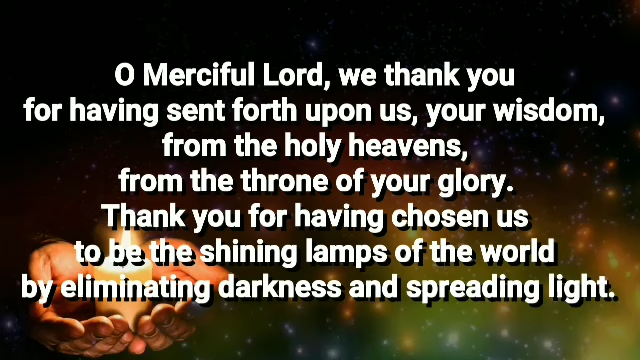 O Merciful Lord, we thank you
for having sent forth upon us, your wisdom,
from the holy heavens,
from the throne of your glory.
Thank you for having chosen us
to be the shining lamps of the world
by eliminating darkness and spreading light.